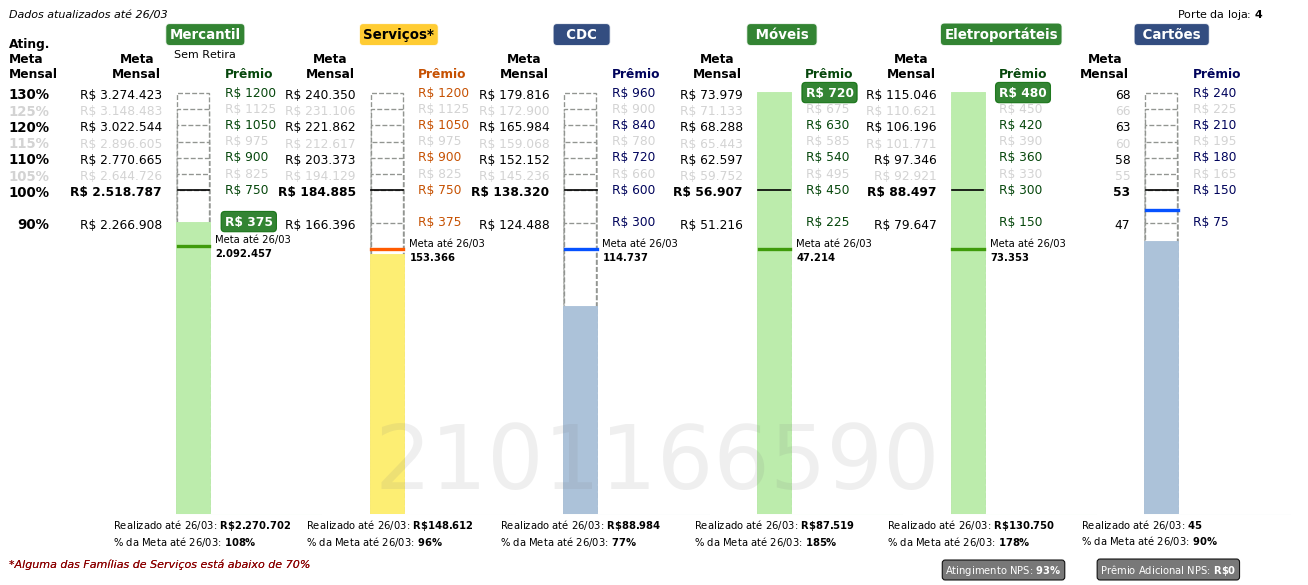 Dados atualizados até 26/03
Porte da loja: 4
Mercantil Serviços* CDC Móveis Eletroportáteis Cartões
Sem Retira
Ating. Meta Mensal
Meta Mensal Prêmio Meta Mensal Prêmio Meta Mensal Prêmio Meta Mensal Prêmio Meta Mensal Prêmio Meta Mensal Prêmio
130% R$ 3.274.423 R$ 1200 R$ 240.350 R$ 1200 R$ 179.816 R$ 960 R$ 73.979 R$ 720 R$ 115.046 R$ 480 68 R$ 240
125% R$ 3.148.483 R$ 1125 R$ 231.106 R$ 1125 R$ 172.900 R$ 900 R$ 71.133 R$ 675 R$ 110.621 R$ 450 66 R$ 225
120% R$ 3.022.544 R$ 1050 R$ 221.862 R$ 1050 R$ 165.984 R$ 840 R$ 68.288 R$ 630 R$ 106.196 R$ 420 63 R$ 210
115% R$ 2.896.605 R$ 975 R$ 212.617 R$ 975 R$ 159.068 R$ 780 R$ 65.443 R$ 585 R$ 101.771 R$ 390 60 R$ 195
110% R$ 2.770.665 R$ 900 R$ 203.373 R$ 900 R$ 152.152 R$ 720 R$ 62.597 R$ 540 R$ 97.346 R$ 360 58 R$ 180
105% R$ 2.644.726 R$ 825 R$ 194.129 R$ 825 R$ 145.236 R$ 660 R$ 59.752 R$ 495 R$ 92.921 R$ 330 55 R$ 165
100% R$ 2.518.787 R$ 750 R$ 184.885 R$ 750 R$ 138.320 R$ 600 R$ 56.907 R$ 450 R$ 88.497 R$ 300 53 R$ 150
90% R$ 2.266.908 R$ 375 R$ 166.396 R$ 375 R$ 124.488 R$ 300 R$ 51.216 R$ 225 R$ 79.647 R$ 150 47 R$ 75
Meta até 26/03 Meta até 26/03 Meta até 26/03 Meta até 26/03 Meta até 26/03
2.092.457 153.366 114.737 47.214 73.353
2101166590
Realizado até 26/03: R$2.270.702 Realizado até 26/03: R$148.612 Realizado até 26/03: R$88.984 Realizado até 26/03: R$87.519 Realizado até 26/03: R$130.750 Realizado até 26/03: 45
% da Meta até 26/03: 108% % da Meta até 26/03: 96% % da Meta até 26/03: 77% % da Meta até 26/03: 185% % da Meta até 26/03: 178% % da Meta até 26/03: 90%
*Alguma das Famílias de Serviços está abaixo de 70%
Atingimento NPS: 93% Prêmio Adicional NPS: R$0